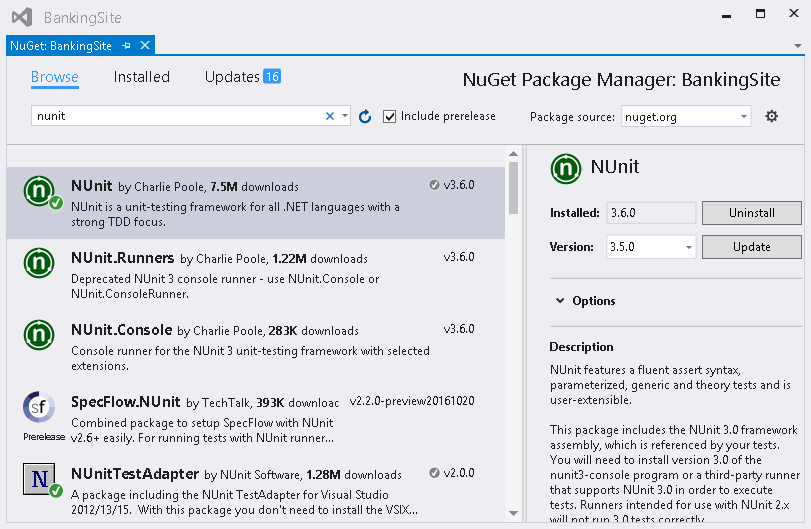 BankingSite
NuGet: BankingSite
Browse Installed Updates 16
NuGet Package Manager: BankingSite
nunit
Include prerelease
Package source: nuget.org
n
NUnit by Charlie Poole, 7.5M downloads v3.6.0
NUnit is a unit-testing framework for all .NET languages with a
strong TDD focus.
n
NUnit.Runners by Charlie Poole, 1.22M downloads v3.6.0
Deprecated NUnit 3 console runner - use NUnit.Console or
NUnit.ConsoleRunner.
n
NUnit.Console by Charlie Poole, 283K downloads v3.6.0
Console runner for the NUnit 3 unit-testing framework with selected
extensions.
sf
Prerelease
SpecFlow.NUnit by TechTalk, 393K downloac v2.2.0-preview20161020
Combined package to setup SpecFlow with NUnit
v2.6+ easily. For running tests with NUnit runner...
N
NUnitTestAdapter by NUnit Software, 1.28M downloads v2.0.0
A package including the NUnit TestAdapter for Visual Studio
2012/13/15. With this package you don't need to install the VSIX...
n
NUnit
Installed: 3.6.0 Uninstall
Version: 3.5.0 Update
Options
Description
NUnit features a fluent assert syntax,
parameterized, generic and theory tests and is
user-extensible.
This package includes the NUnit 3.0 framework
assembly, which is referenced by your tests.
You will need to install version 3.0 of the
nunit3-console program or a third-party runner
that supports NUnit 3.0 in order to execute
tests. Runners intended for use with NUnit 2.x
will not run 3.0 tests correctly.